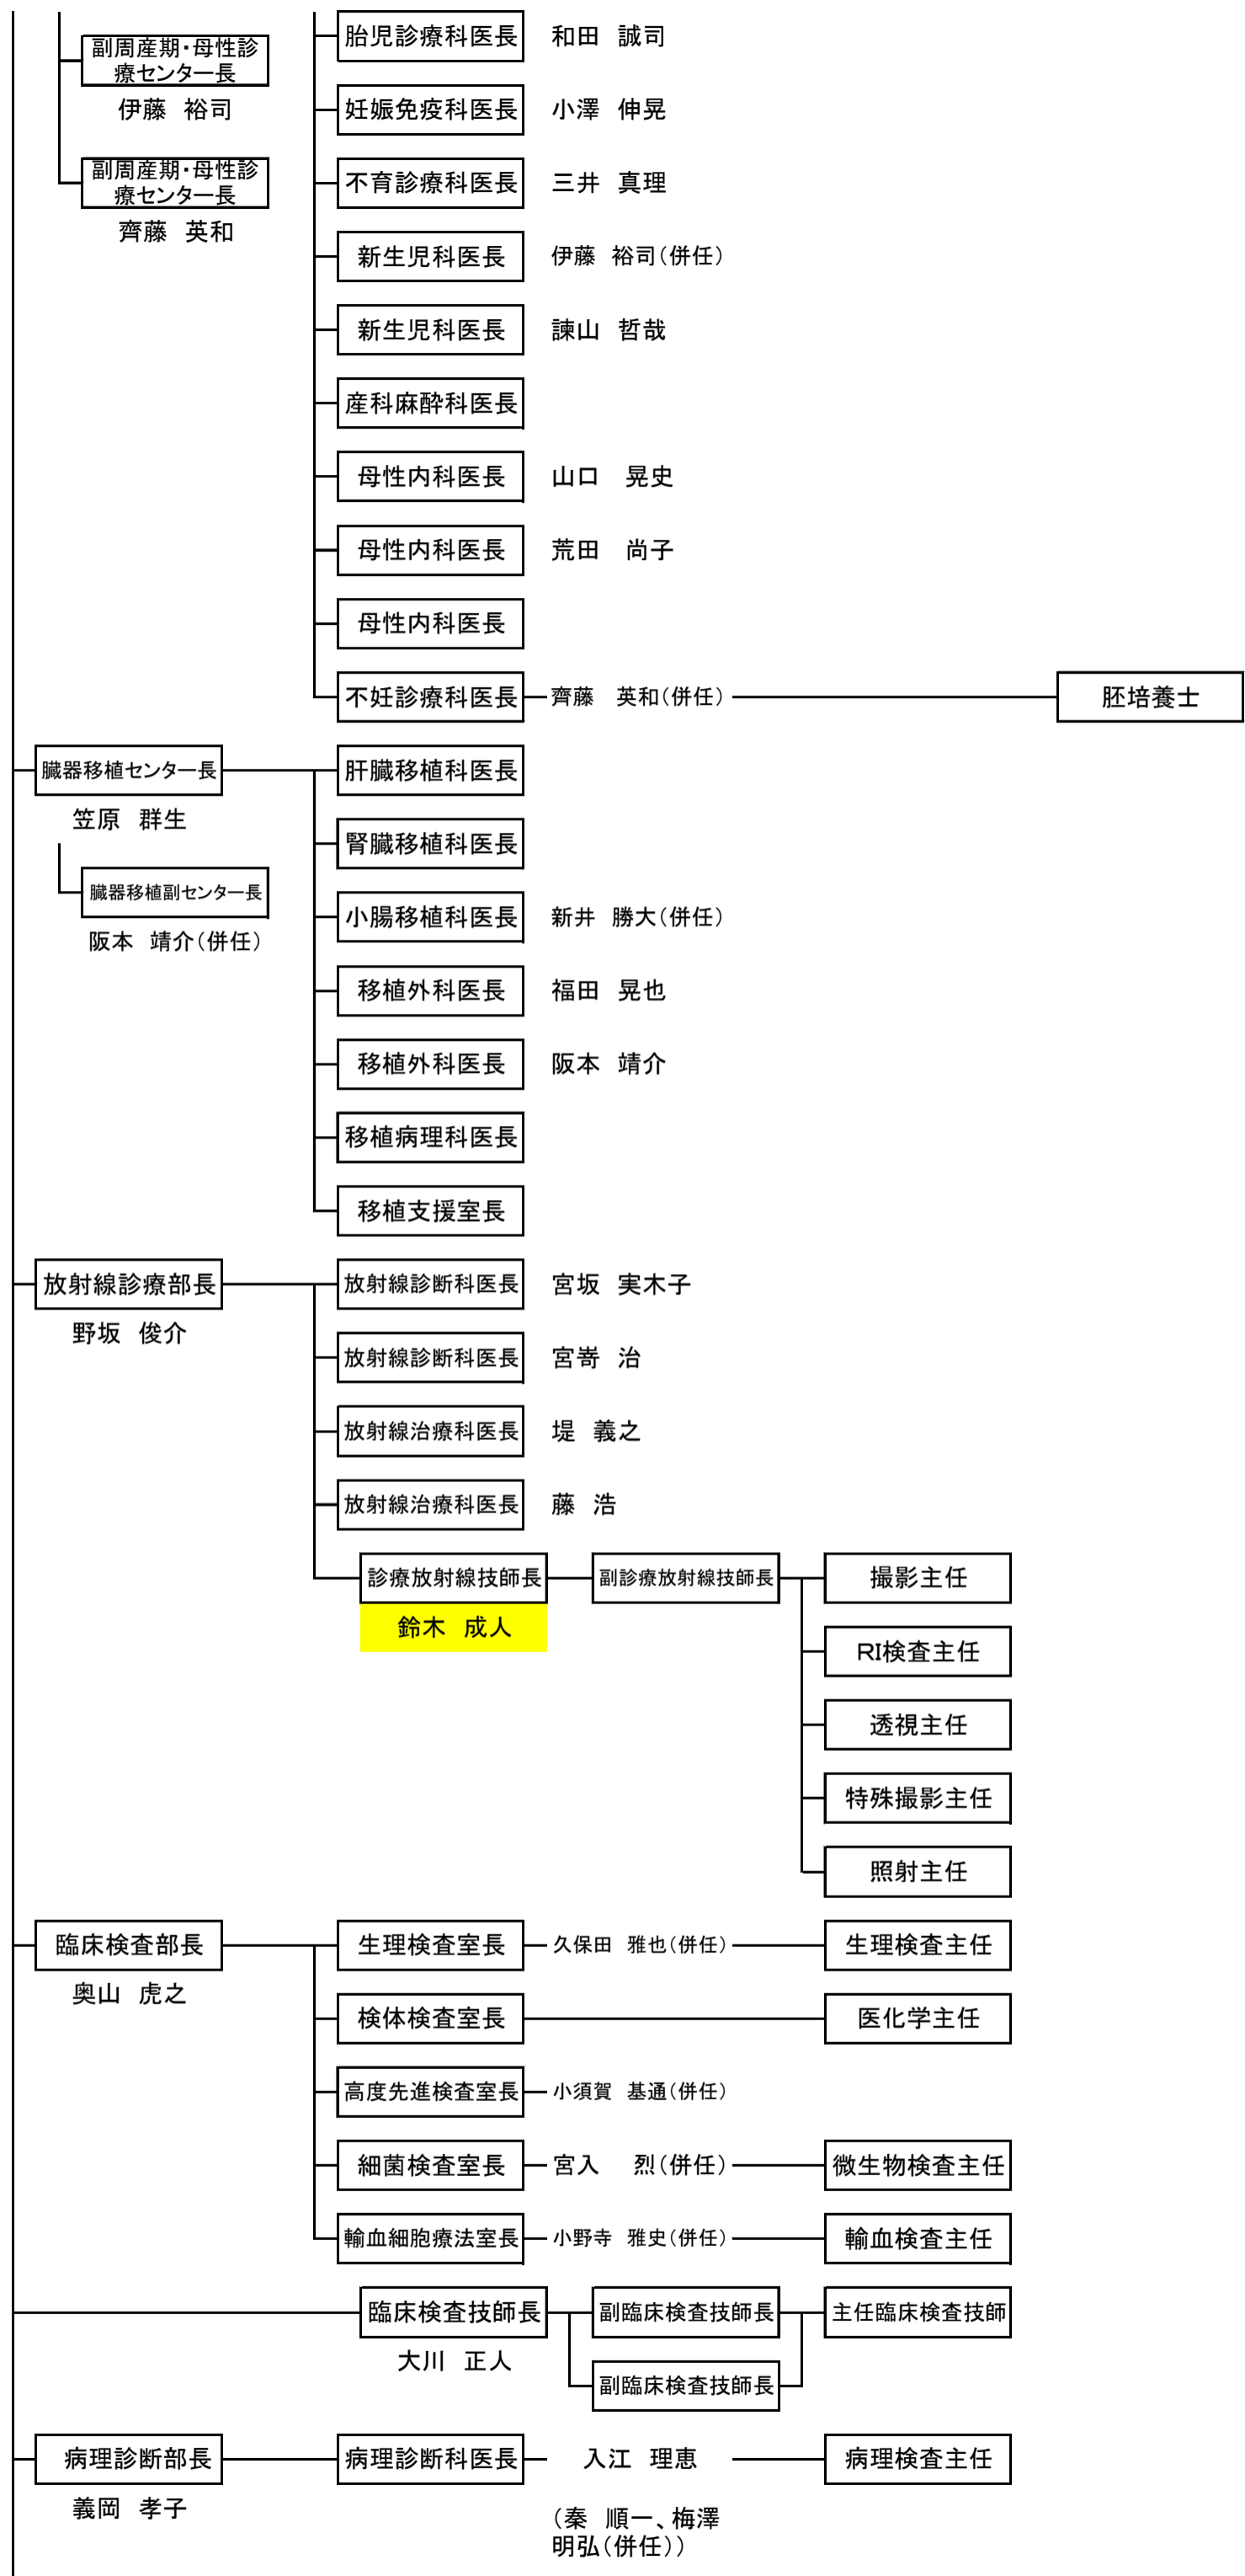 胎児診療科医長 和田 誠司
副周産期・母性診
療センター長
伊藤 裕司
妊娠免疫科医長 小澤 伸晃
副周産期・母性診
療センター長
齊藤 英和
不育診療科医長 三井 真理
新生児科医長 伊藤 裕司(併任)
新生児科医長 諫山 哲哉
産科麻酔科医長
母性内科医長 山口 晃史
母性内科医長 荒田 尚子
母性内科医長
不妊診療科医長 齊藤 英和(併任) 胚培養士
臓器移植センター長 肝臓移植科医長
笠原 群生
腎臓移植科医長
臓器移植副センター長
阪本 靖介(併任)
小腸移植科医長 新井 勝大(併任)
移植外科医長 福田 晃也
移植外科医長 阪本 靖介
移植病理科医長
移植支援室長
放射線診療部長 放射線診断科医長 宮坂 実木子
野坂 俊介
放射線診断科医長 宮嵜 治
放射線治療科医長 堤 義之
放射線治療科医長 藤 浩
診療放射線技師長 副診療放射線技師長 撮影主任
鈴木 成人
RI検査主任
透視主任
特殊撮影主任
照射主任
臨床検査部長 生理検査室長 久保田 雅也(併任) 生理検査主任
奥山 虎之
検体検査室長 医化学主任
高度先進検査室長 小須賀 基通(併任)
細菌検査室長 宮入 烈(併任) 微生物検査主任
輸血細胞療法室長 小野寺 雅史(併任) 輸血検査主任
臨床検査技師長 副臨床検査技師長 主任臨床検査技師
大川 正人
副臨床検査技師長
病理診断部長 病理診断科医長 入江 理恵 病理検査主任
義岡 孝子
(秦 順一、梅澤
明弘(併任))